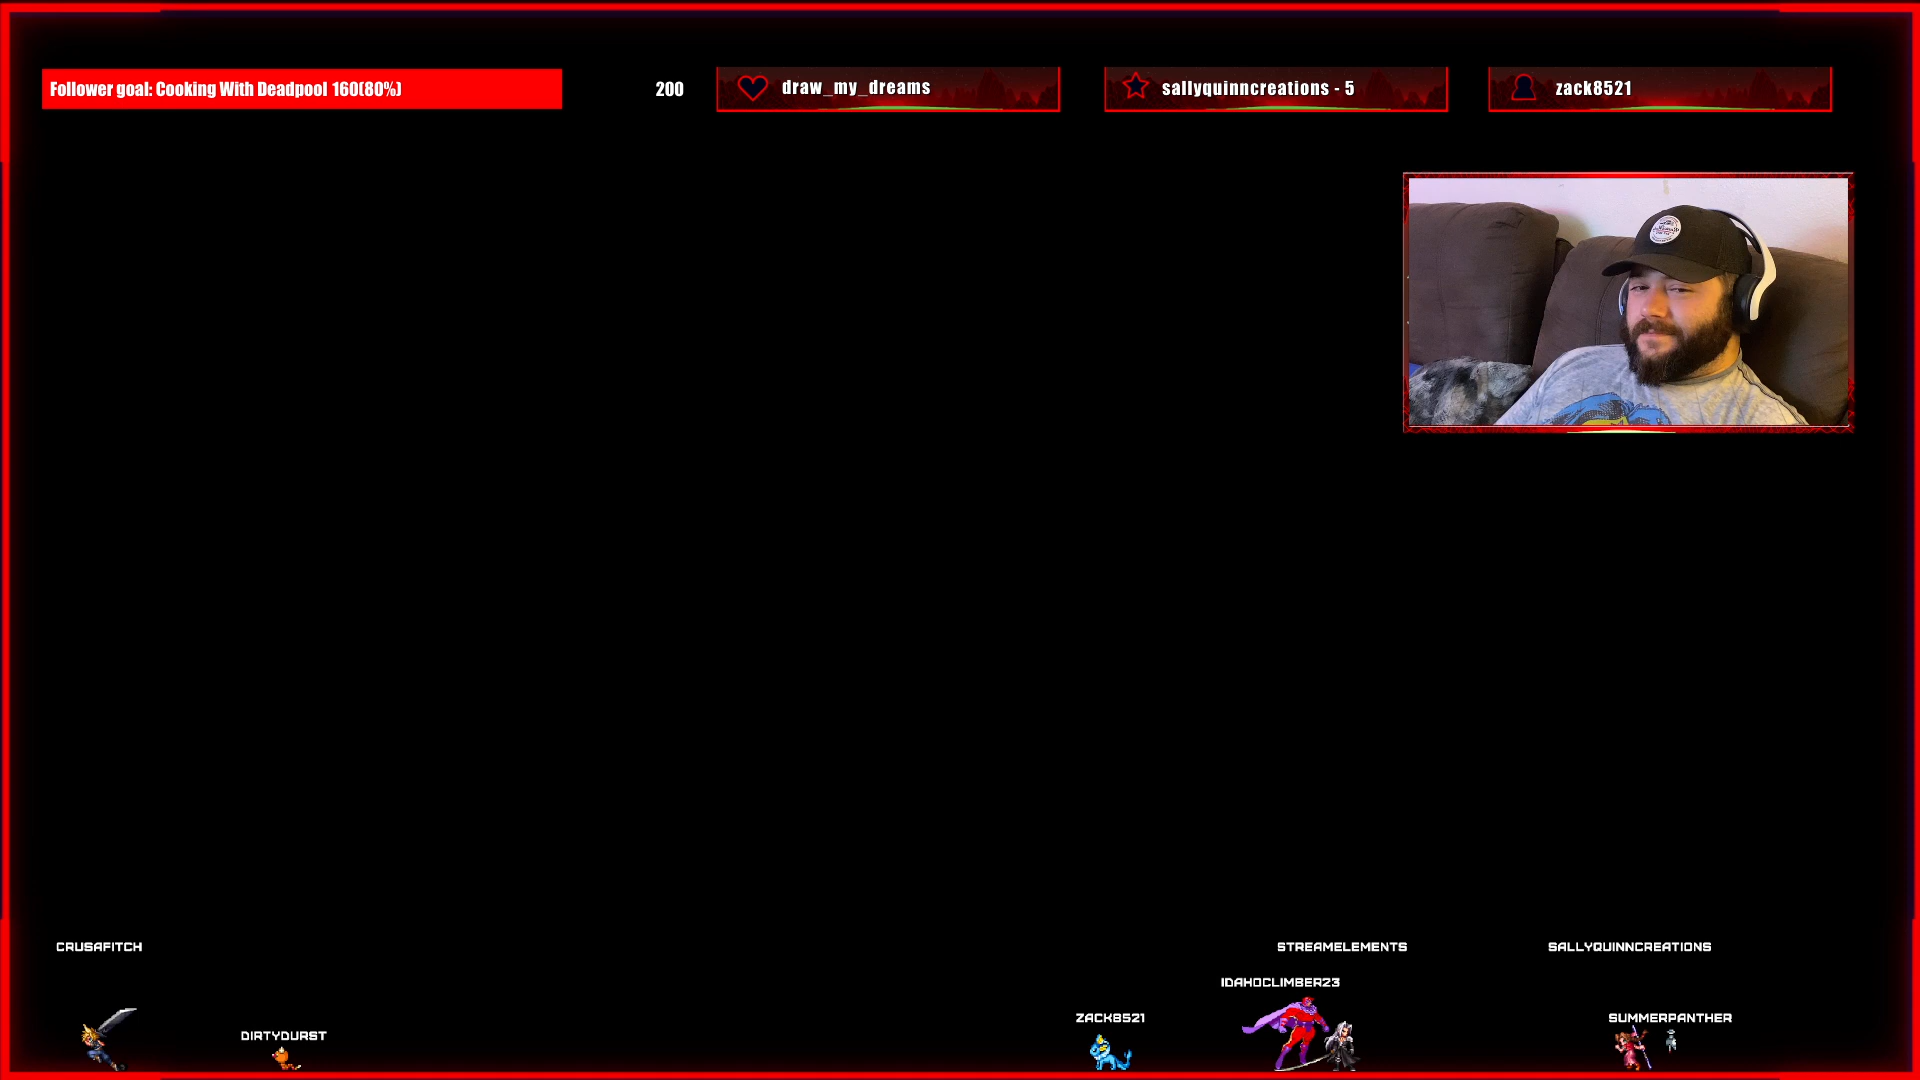 Follower goal: Cooking With Deadpool 160(80%)
200
draw_my_dreams
sallyquinncreations - 5
zack8521
CRUSAFITCH
STREAMELEMENTS
SALLYQUINNCREATIONS
IDAHOCLIMBER23
ZACK8521
SUMMERPANTHER
DIRTYDURST